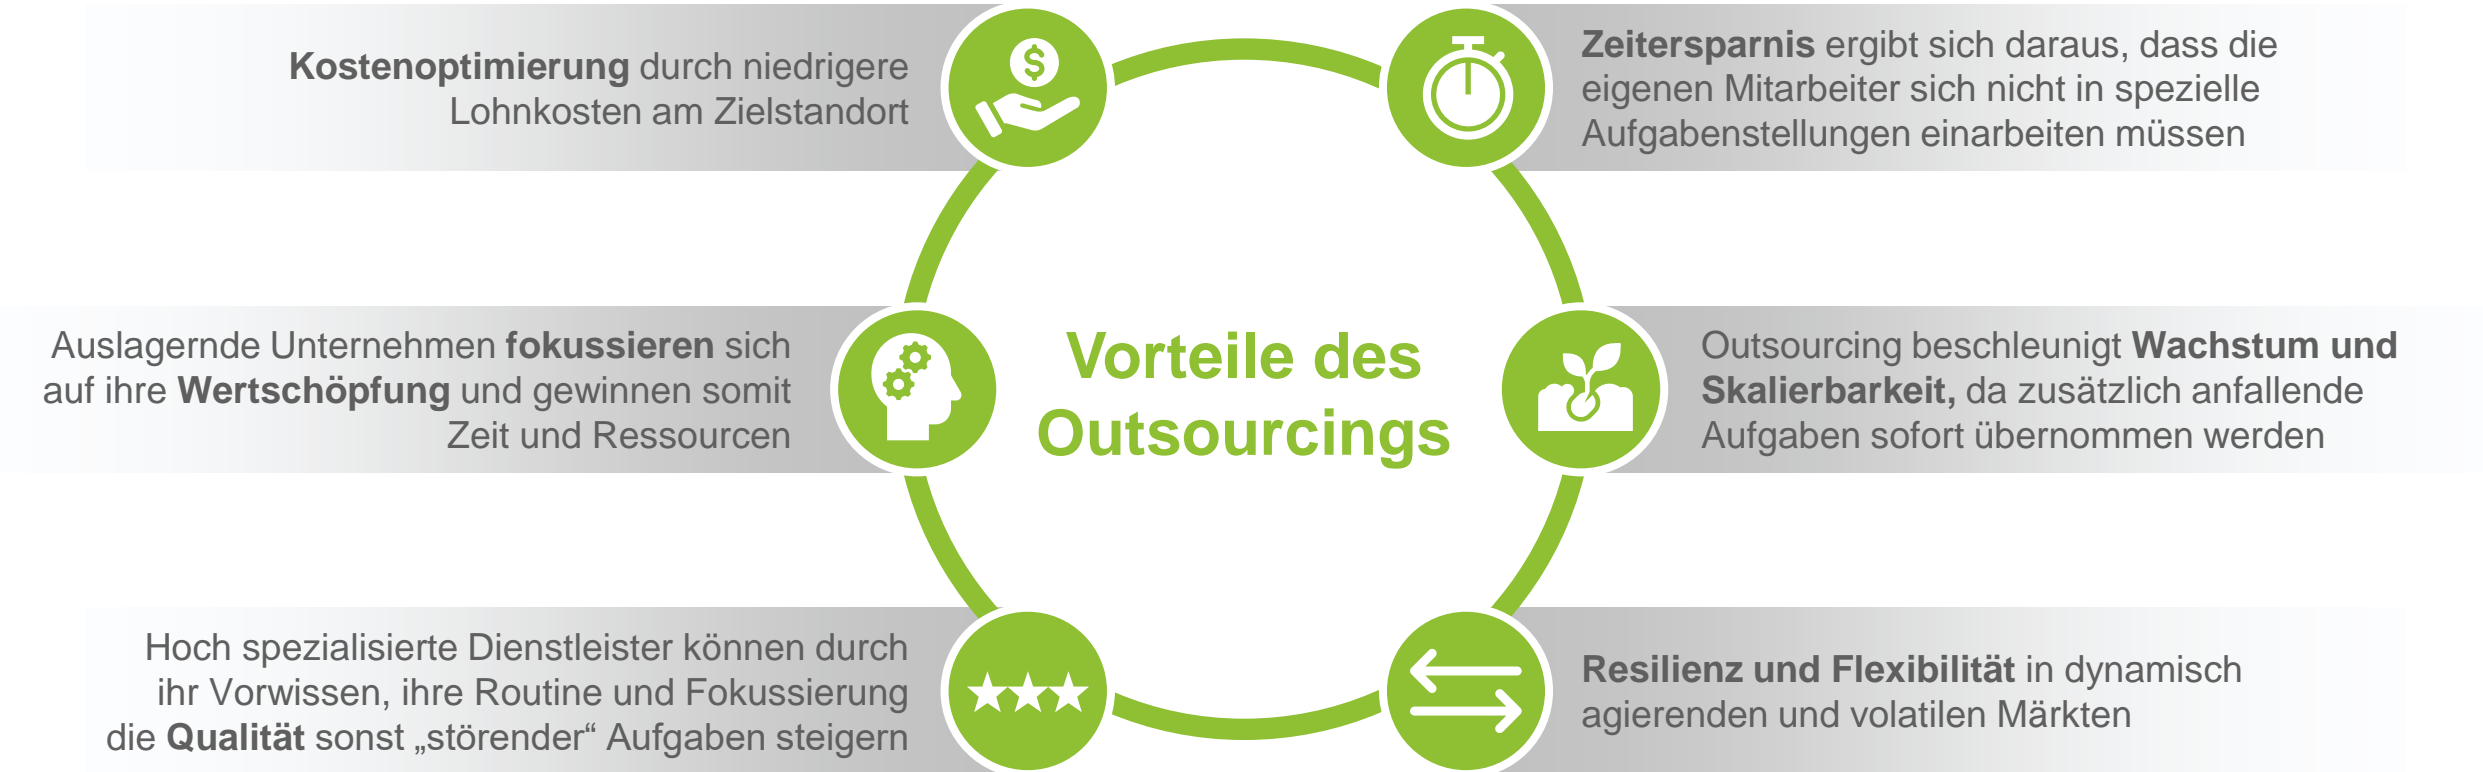 Kostenoptimierung durch niedrigere
Lohnkosten am Zielstandort
Zeitersparnis ergibt sich daraus, dass die
eigenen Mitarbeiter sich nicht in spezielle
Aufgabenstellungen einarbeiten müssen
Auslagernde Unternehmen fokussieren sich
auf ihre Wertschöpfung und gewinnen somit
Zeit und Ressourcen
Vorteile des
Outsourcings
Outsourcing beschleunigt Wachstum und
Skalierbarkeit, da zusätzlich anfallende
Aufgaben sofort übernommen werden
Hoch spezialisierte Dienstleister können durch
ihr Vorwissen, ihre Routine und Fokussierung
die Qualität sonst „störender“ Aufgaben steigern
Resilienz und Flexibilität in dynamisch
agierenden und volatilen Märkten